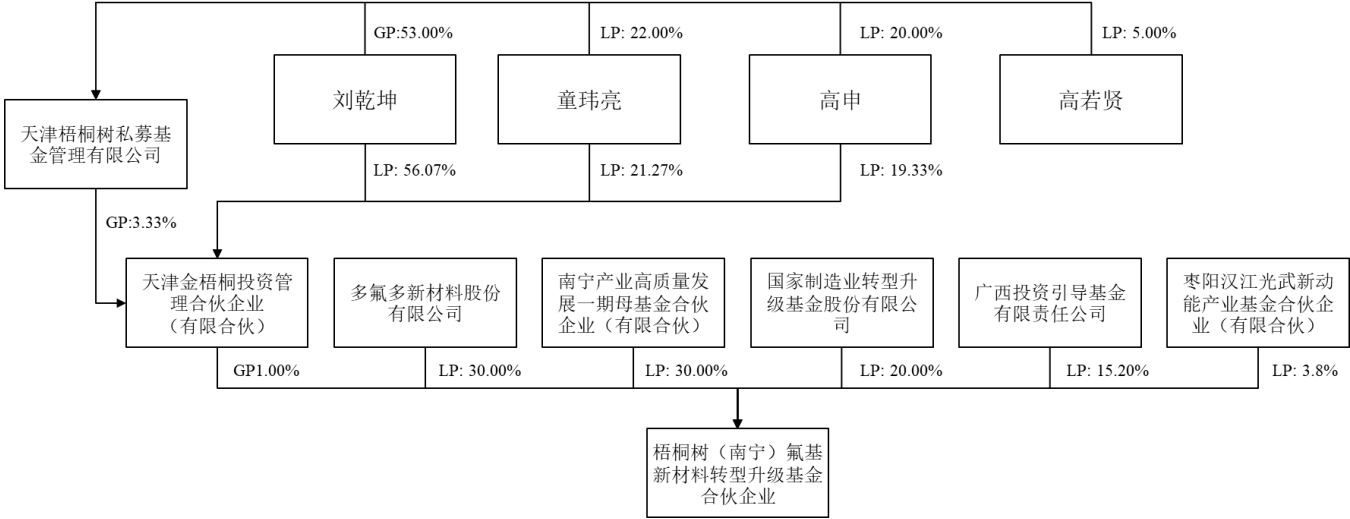 GP:53.00%
LP: 22.00%
LP: 20.00%
LP: 5.00%
刘乾坤
童玮亮
高申
高若贤
天津梧桐树私募基
金管理有限公司
LP: 56.07%
LP: 21.27%
LP: 19.33%
GP:3.33%
天津金梧桐投资管
理合伙企业
（有限合伙）
多氟多新材料股份
有限公司
南宁产业高质量发
展一期母基金合伙
企业（有限合伙）
国家制造业转型升
级基金股份有限公
司
广西投资引导基金
有限责任公司
枣阳汉江光武新动
能产业基金合伙企
业（有限合伙）
GP1.00%
LP: 30.00%
LP: 30.00%
LP: 20.00%
LP: 15.20%
LP: 3.8%
梧桐树（南宁）氟基
新材料转型升级基金
合伙企业